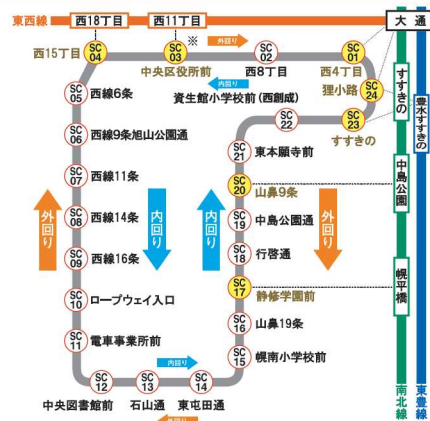 東西線
西18丁目
西11丁目
大通
外回り
SC
04
SC
03
※
SC
02
SC
01
西15丁目
中央区役所前
西8丁目
西4丁目
内回り
資生館小学校前(西創成)
狸小路
SC
24
SC
05
西線6条
SC
22
SC
23
すすきの
すすきの
豊水すすきの
SC
06
西線9条旭山公園通
SC
21
東本願寺前
SC
07
西線11条
SC
20
山鼻9条
中島公園
SC
08
西線14条
SC
19
中島公園通
外回り
内回り
内回り
外回り
SC
09
西線16条
SC
18
行啓通
幌平橋
SC
10
ロープウェイ入口
SC
17
静修学園前
SC
11
電車事業所前
SC
16
山鼻19条
SC
15
幌南小学校前
内回り
SC
12
SC
13
SC
14
中央図書館前
石山通
東屯田通
外回り
南北線
東豊線